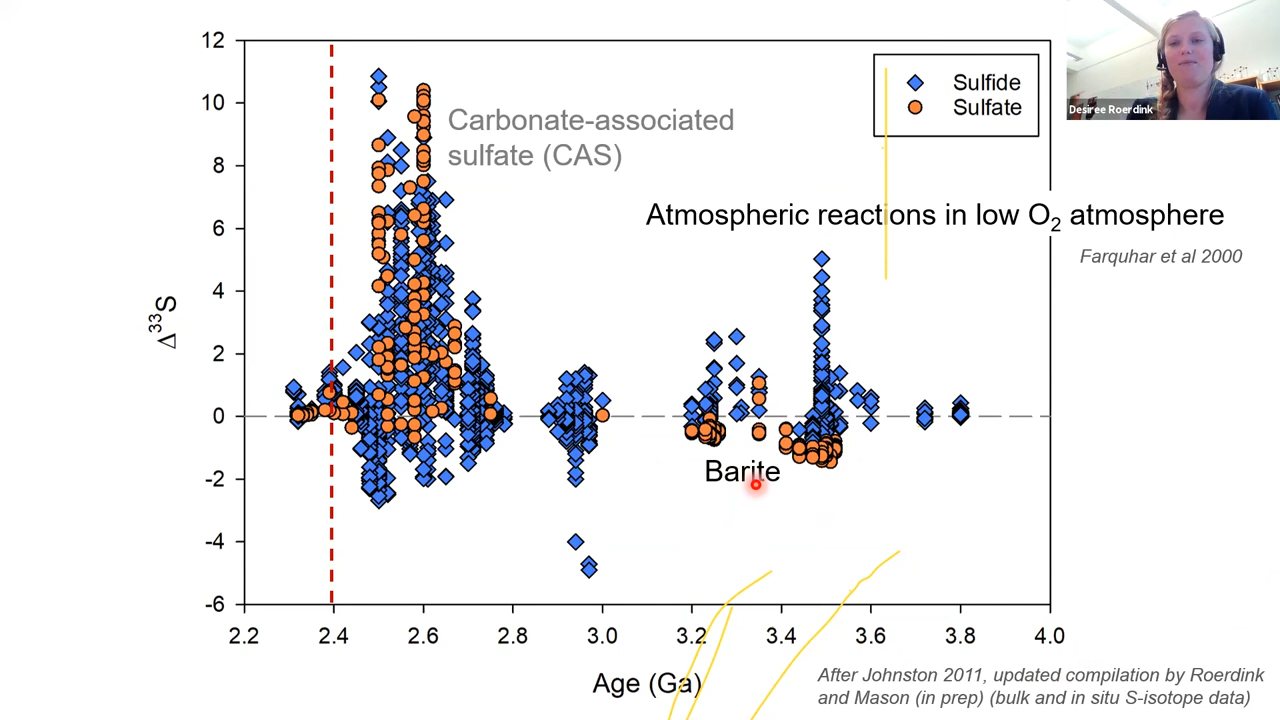 12
10
8
6
4
2
0
-2
-4
-6
Δ33S
Carbonate-associated
sulfate (CAS)
Sulfide
Sulfate
Desiree Roerdink
Atmospheric reactions in low O2 atmosphere
Farquhar et al 2000
Barite
2.2 2.4 2.6 2.8 3.0 3.2 3.4 3.6 3.8 4.0
Age (Ga)
After Johnston 2011, updated compilation by Roerdink
and Mason (in prep) (bulk and in situ S-isotope data)